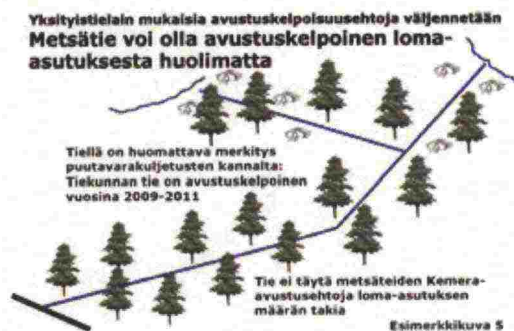 Yksityistielain mukaisia avustuskelpoisuusehtoja väljennetään
Metsätie voi olla avustuskelpoinen loma-
asutuksesta huolimatta
Tiellä on huomattava merkitys
puutavarakuljetusten kannalta:
Tiekunnan tie on avustuskelpoinen
vuosina 2009-2011
Tie ei täytä metsäteiden Kemera-
avustusehtoja loma-asutuksen
määrän takia
Esimerkkikuva 5